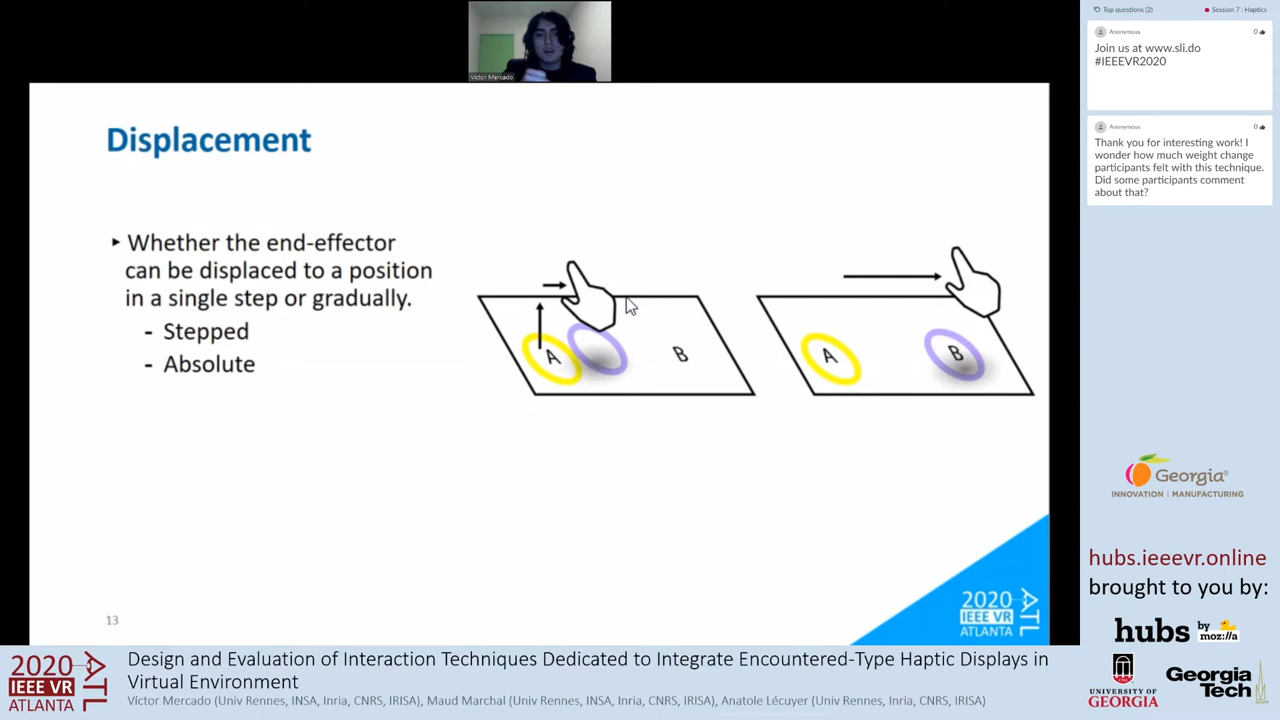 Victor Mercado
Displacement
▸ Whether the end-effector
can be displaced to a position
in a single step or gradually.
- Stepped
- Absolute
A
B
A
B
13
2020
IEEE VR
ATLANTA
ATL
Top questions (2)
Session 7 : Haptics
Anonymous
0
Join us at www.sli.do
#IEEEVR2020
Anonymous
0
Thank you for interesting work! I
wonder how much weight change
participants felt with this technique.
Did some participants comment
about that?
Georgia®
INNOVATION | MANUFACTURING
hubs.ieeevr.online
brought to you by:
hubs by
moz://a
UNIVERSITY OF
GEORGIA
Georgia
Tech
2020
IEEE VR
ATLANTA
ATL
Design and Evaluation of Interaction Techniques Dedicated to Integrate Encountered-Type Haptic Displays in
Virtual Environment
Víctor Mercado (Univ Rennes, INSA, Inria, CNRS, IRISA), Maud Marchal (Univ Rennes, INSA, Inria, CNRS, IRISA), Anatole Lécuyer (Univ Rennes, Inria, CNRS, IRISA)